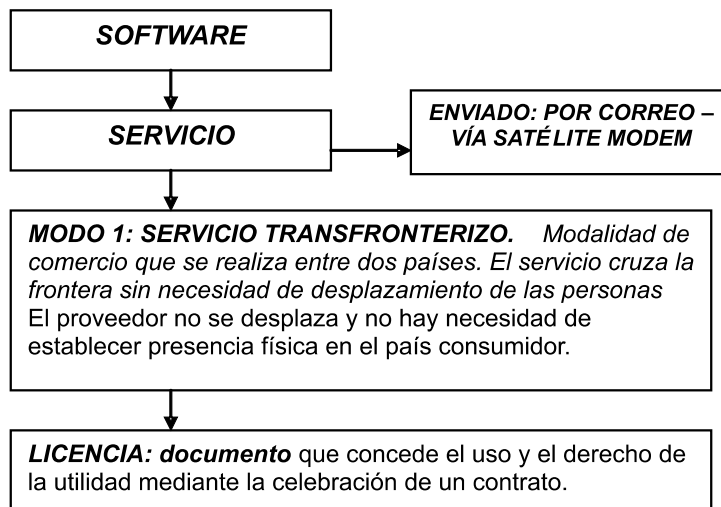 SOFTWARE
SERVICIO
ENVIADO: POR CORREO –
VÍA SATÉLITE MODEM
MODO 1: SERVICIO TRANSFRONTERIZO. Modalidad de
comercio que se realiza entre dos países. El servicio cruza la
frontera sin necesidad de desplazamiento de las personas
El proveedor no se desplaza y no hay necesidad de
establecer presencia física en el país consumidor.
LICENCIA: documento que concede el uso y el derecho de
la utilidad mediante la celebración de un contrato.